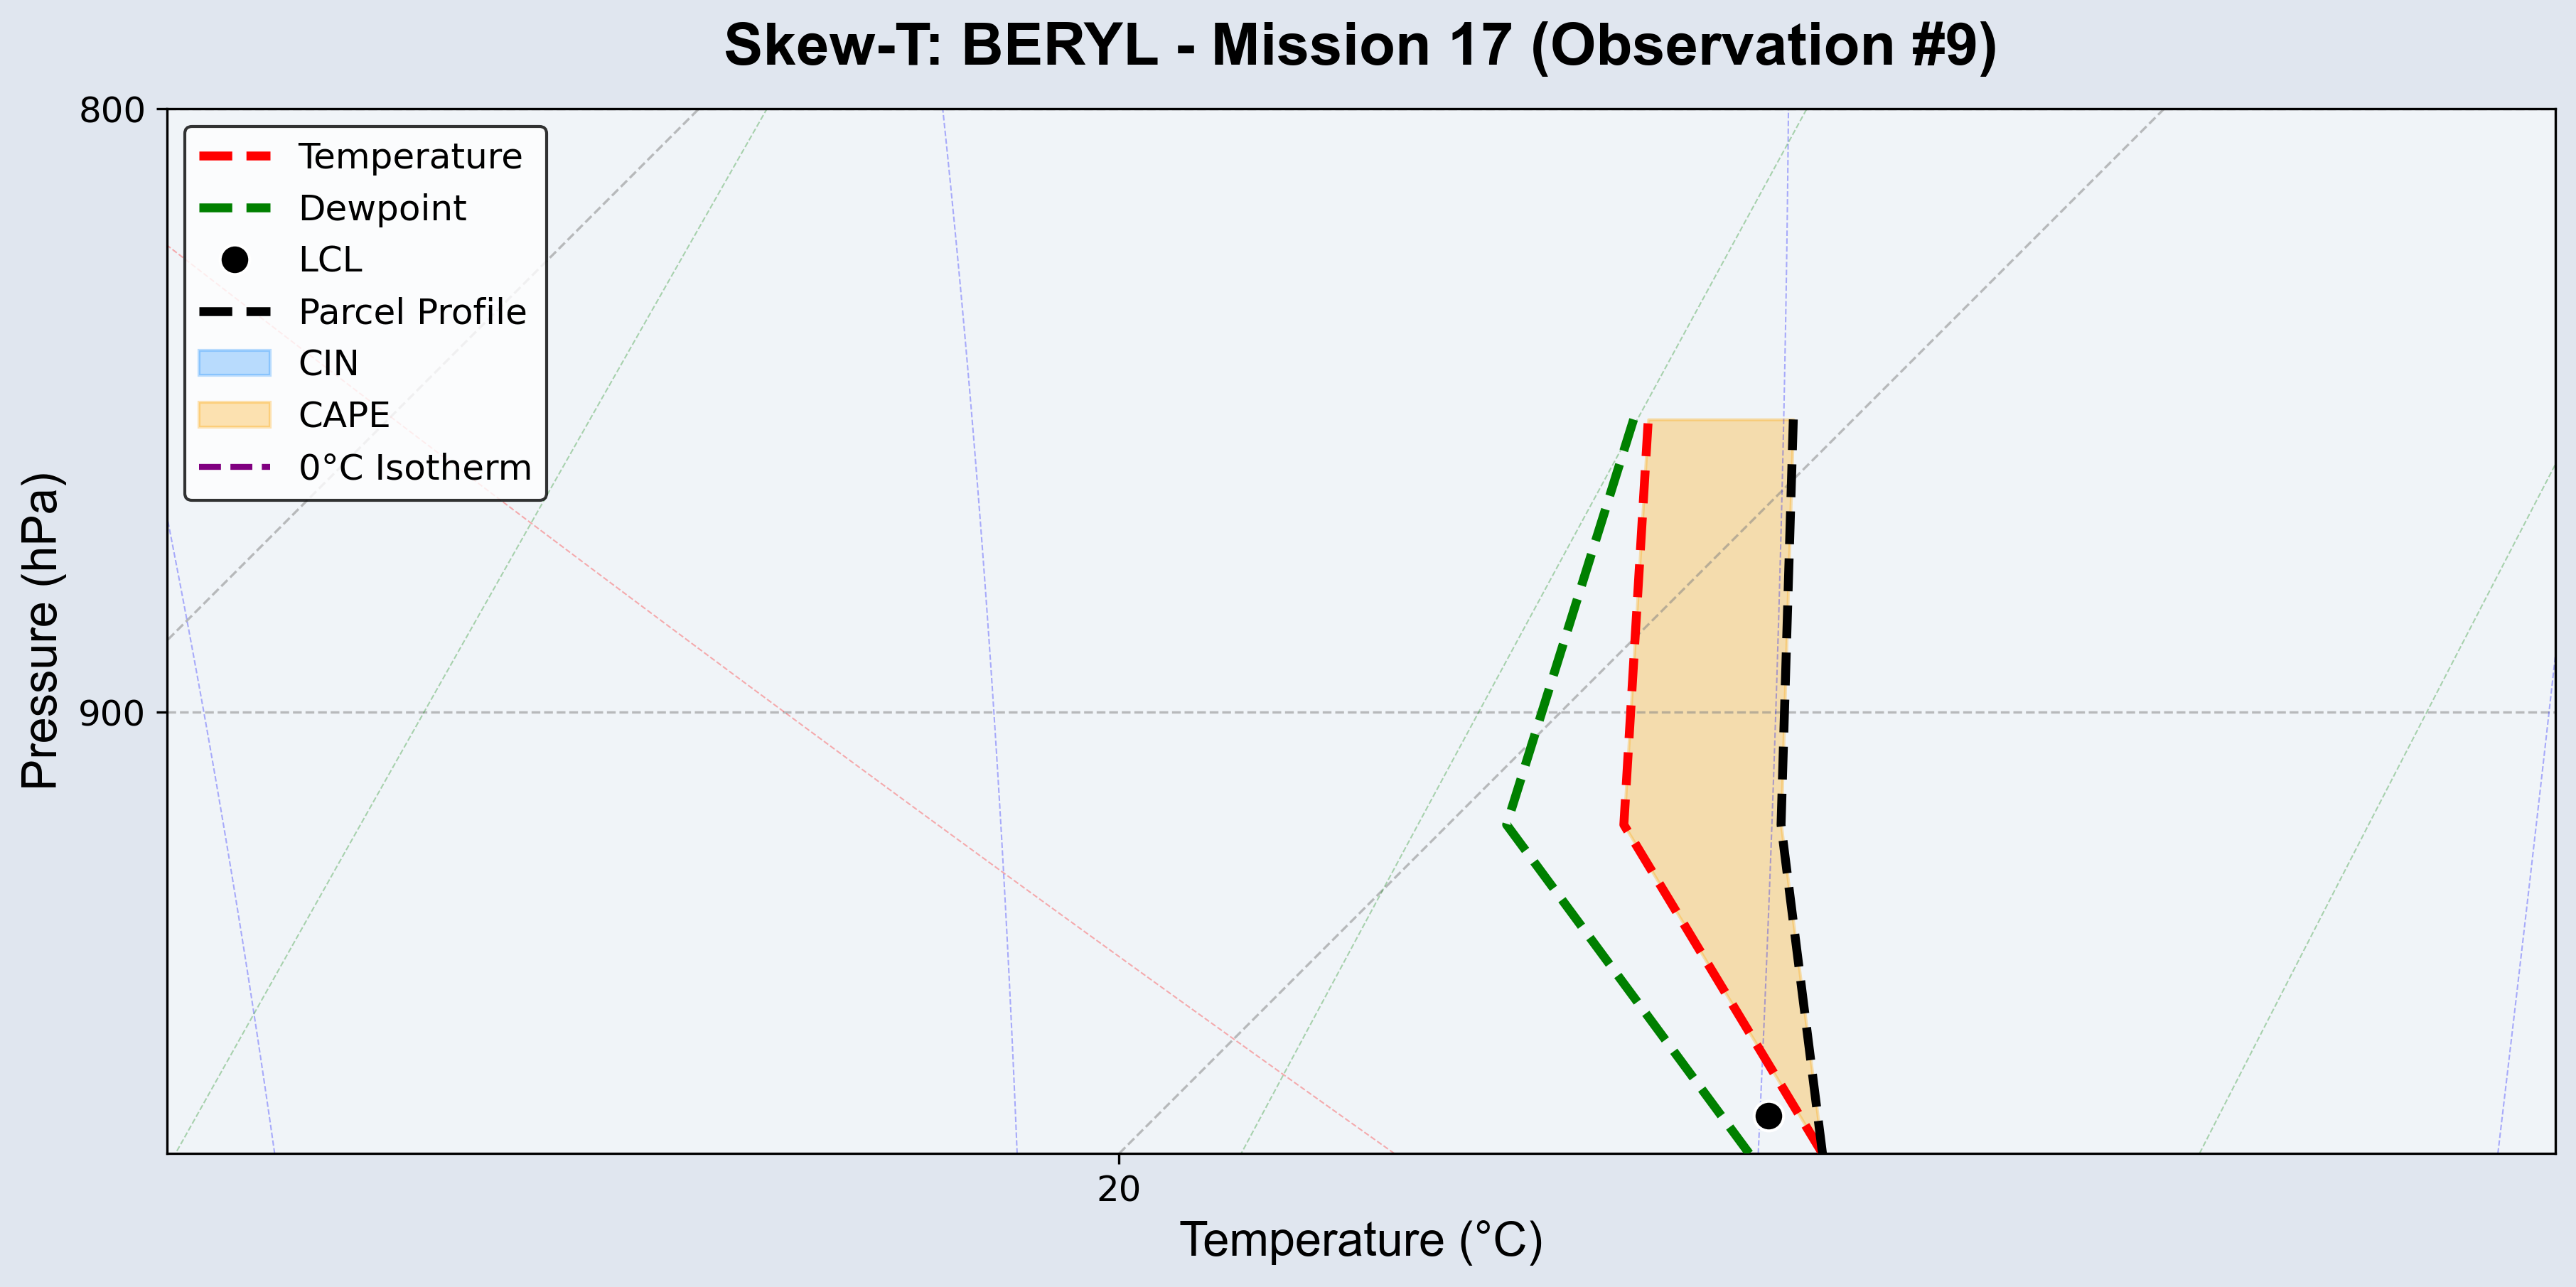 Skew-T: BERYL - Mission 17 (Observation #9)
800
900
Pressure (hPa)
Temperature
Dewpoint
LCL
Parcel Profile
CIN
CAPE
0°C Isotherm
20
Temperature (°C)